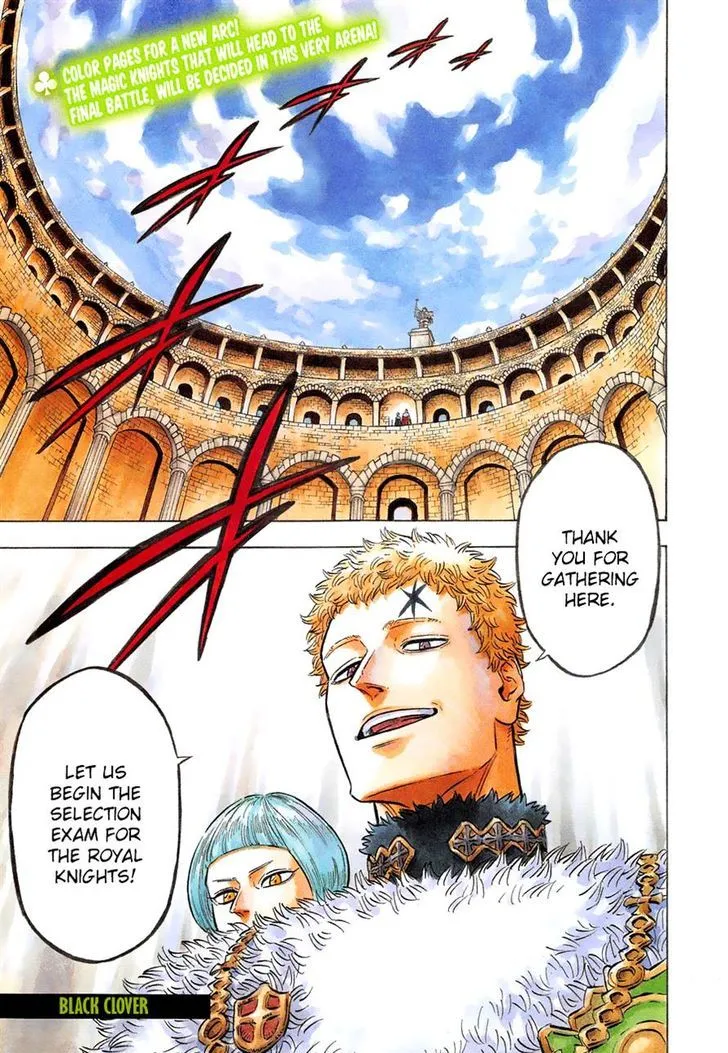 COLOR PAGES FOR A NEW ARC!
THE MAGIC KNIGHTS THAT WILL HEAD TO THE
FINAL BATTLE, WILL BE DECIDED IN THIS VERY ARENA!
THANK
YOU FOR
GATHERING
HERE.
LET US
BEGIN THE
SELECTION
EXAM FOR
THE ROYAL
KNIGHTS!
BLACK CLOVER